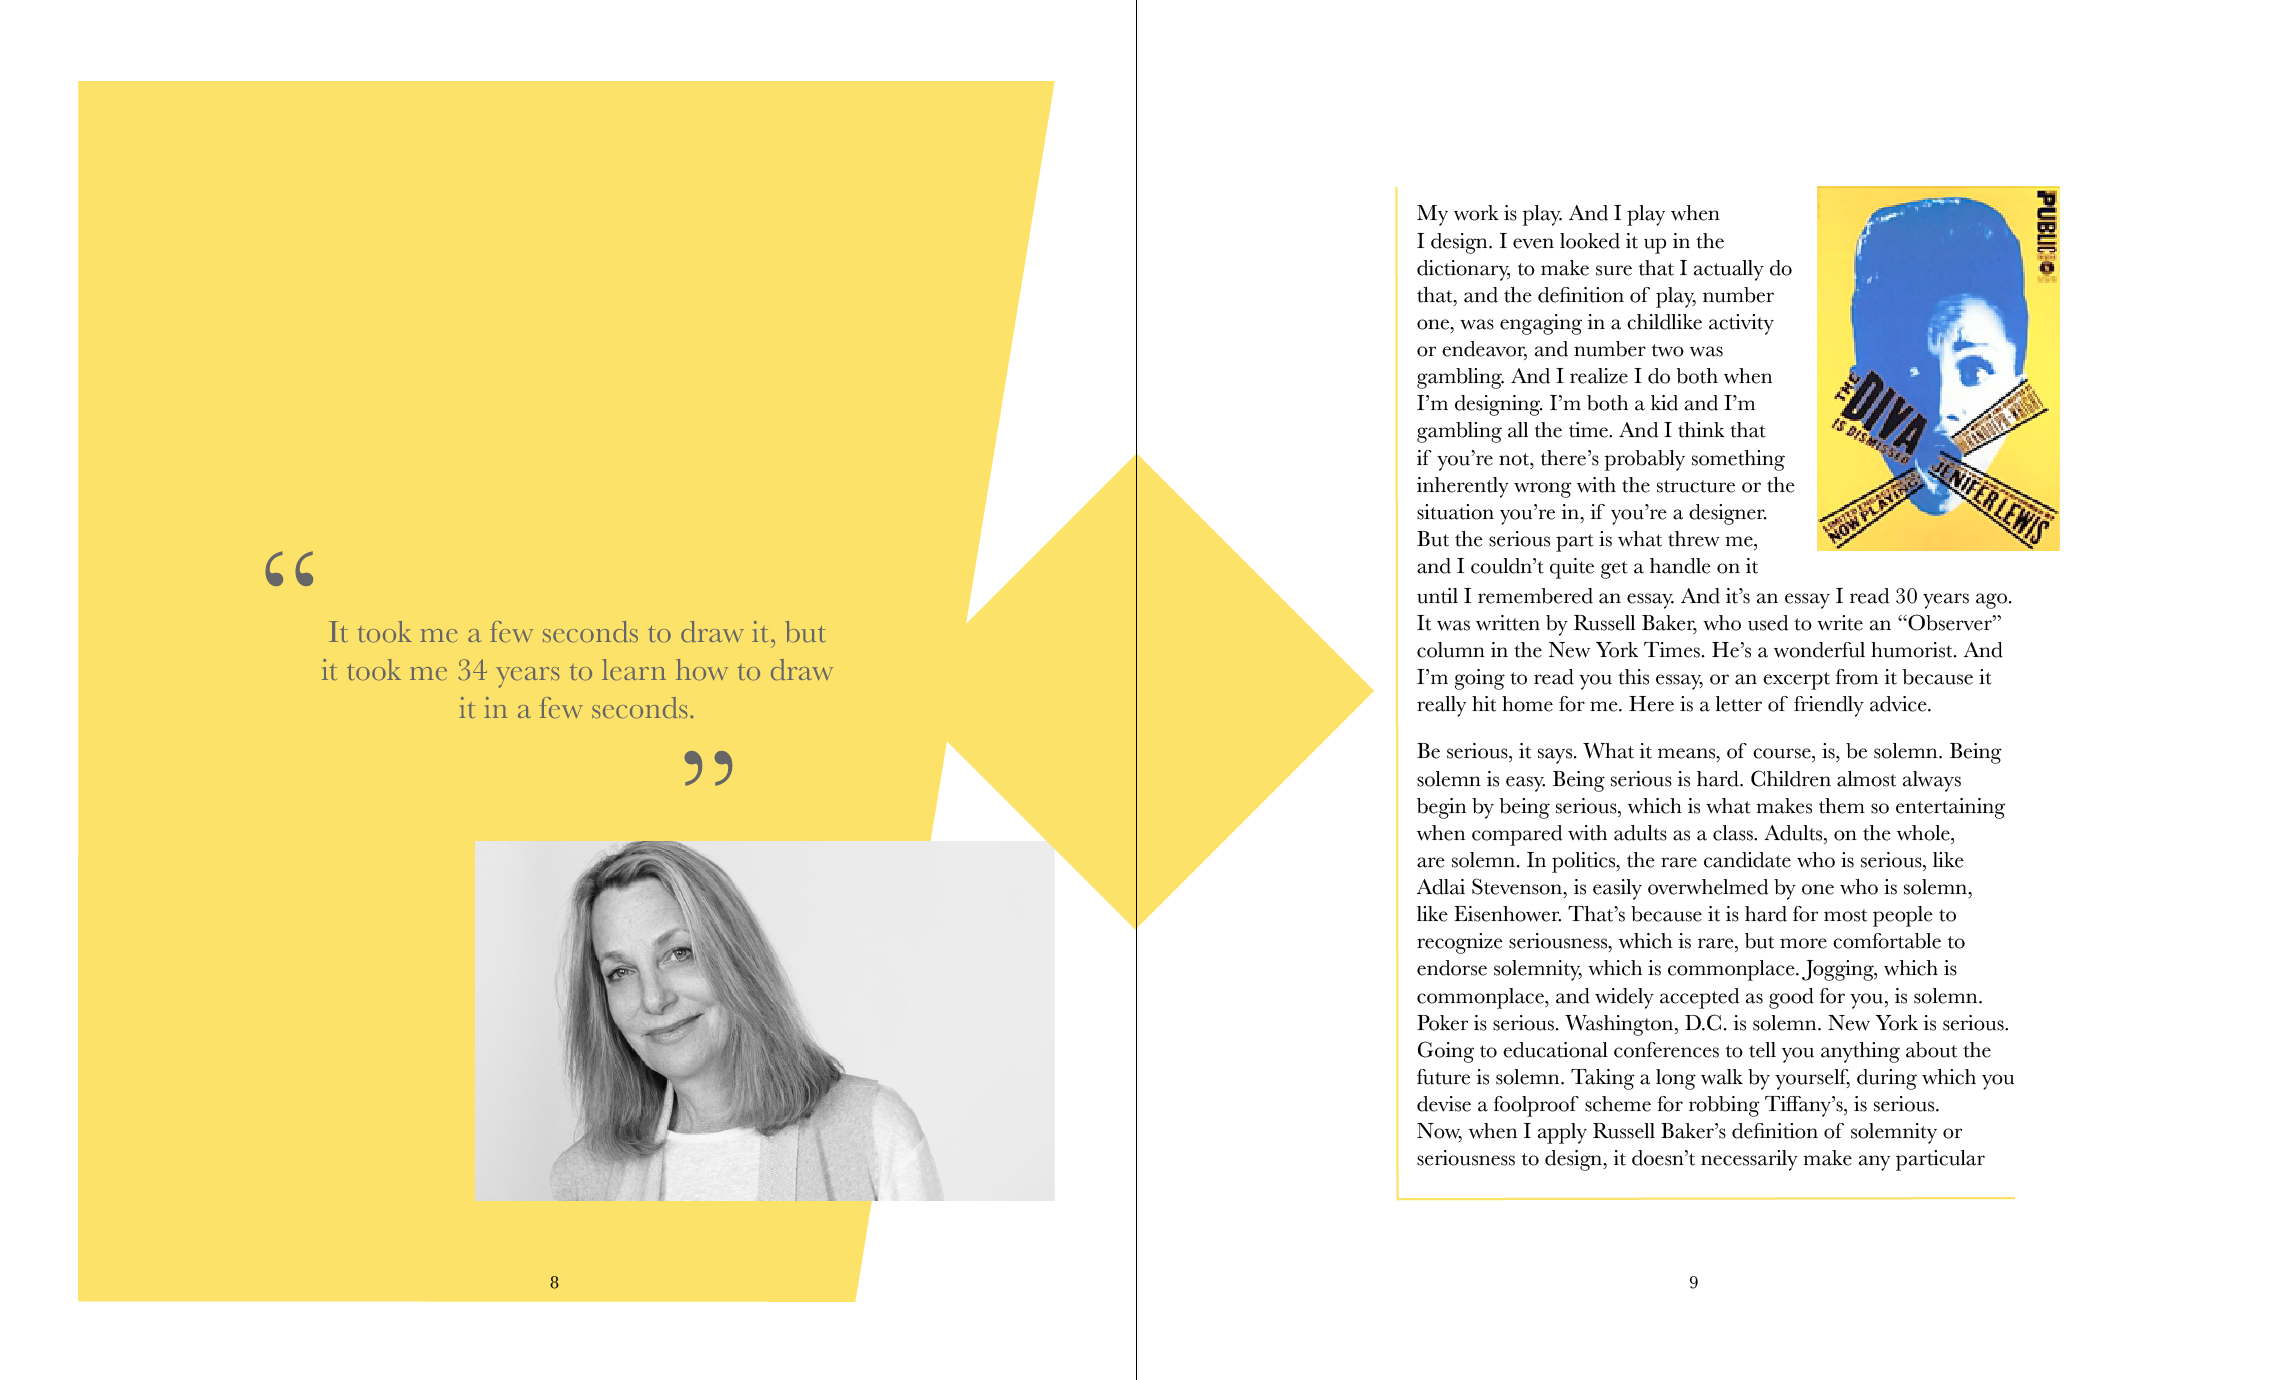 “
It took me a few seconds to draw it, but
it took me 34 years to learn how to draw
it in a few seconds.
”
8
My work is play. And I play when
I design. I even looked it up in the
dictionary, to make sure that I actually do
that, and the definition of play, number
one, was engaging in a childlike activity
or endeavor, and number two was
gambling. And I realize I do both when
I’m designing. I’m both a kid and I’m
gambling all the time. And I think that
if you’re not, there’s probably something
inherently wrong with the structure or the
situation you’re in, if you’re a designer.
But the serious part is what threw me,
and I couldn’t quite get a handle on it
until I remembered an essay. And it’s an essay I read 30 years ago.
It was written by Russell Baker, who used to write an “Observer”
column in the New York Times. He’s a wonderful humorist. And
I’m going to read you this essay, or an excerpt from it because it
really hit home for me. Here is a letter of friendly advice.
Be serious, it says. What it means, of course, is, be solemn. Being
solemn is easy. Being serious is hard. Children almost always
begin by being serious, which is what makes them so entertaining
when compared with adults as a class. Adults, on the whole,
are solemn. In politics, the rare candidate who is serious, like
Adlai Stevenson, is easily overwhelmed by one who is solemn,
like Eisenhower. That’s because it is hard for most people to
recognize seriousness, which is rare, but more comfortable to
endorse solemnity, which is commonplace. Jogging, which is
commonplace, and widely accepted as good for you, is solemn.
Poker is serious. Washington, D.C. is solemn. New York is serious.
Going to educational conferences to tell you anything about the
future is solemn. Taking a long walk by yourself, during which you
devise a foolproof scheme for robbing Tiffany’s, is serious.
Now, when I apply Russell Baker’s definition of solemnity or
seriousness to design, it doesn’t necessarily make any particular
PUBLIC
THE
DIVA
IS DISMISSED
JENIFER LEWIS
NOW PLAYING
9